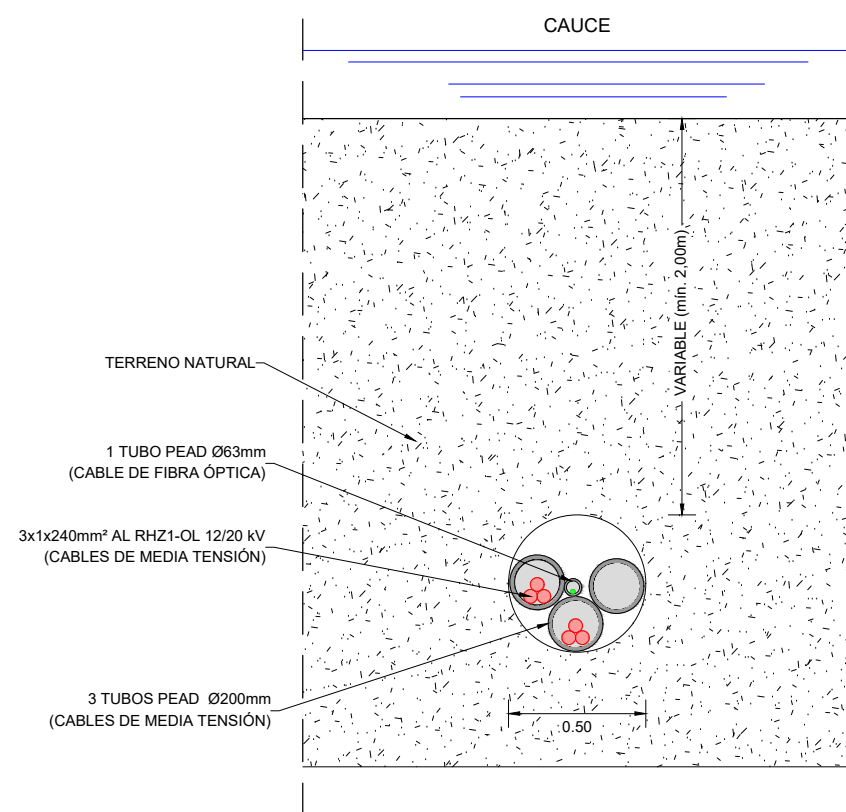 CAUCE
VARIABLE (mín. 2,00m)
TERRENO NATURAL
1 TUBO PEAD Ø63mm
(CABLE DE FIBRA ÓPTICA)
3x1x240mm² AL RHZ1-OL 12/20 kV
(CABLES DE MEDIA TENSIÓN)
3 TUBOS PEAD Ø200mm
(CABLES DE MEDIA TENSIÓN)
0.50